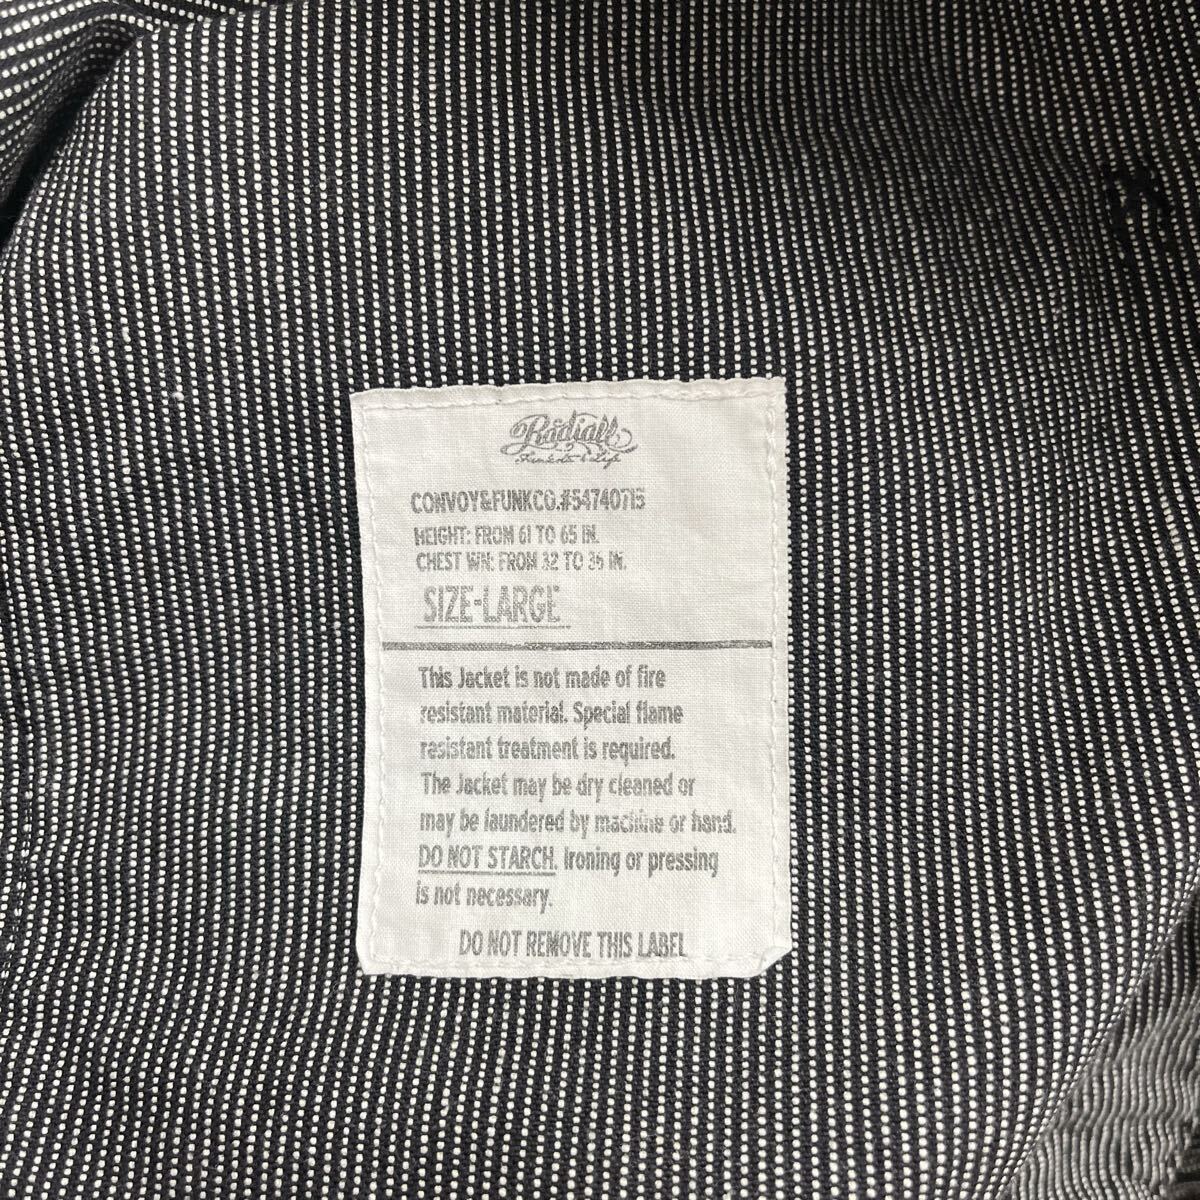 Radiall
CONVOY&FUNKCO.#54740715
HEIGHT: FROM 61 TO 65 IN.
CHEST WN: FROM 32 TO 36 IN.
SIZE-LARGE
This Jacket is not made of fire
resistant material. Special flame
resistant treatment is required.
The Jacket may be dry cleaned or
may be laundered by machine or hand.
DO NOT STARCH. Ironing or pressing
is not necessary.
DO NOT REMOVE THIS LABEL